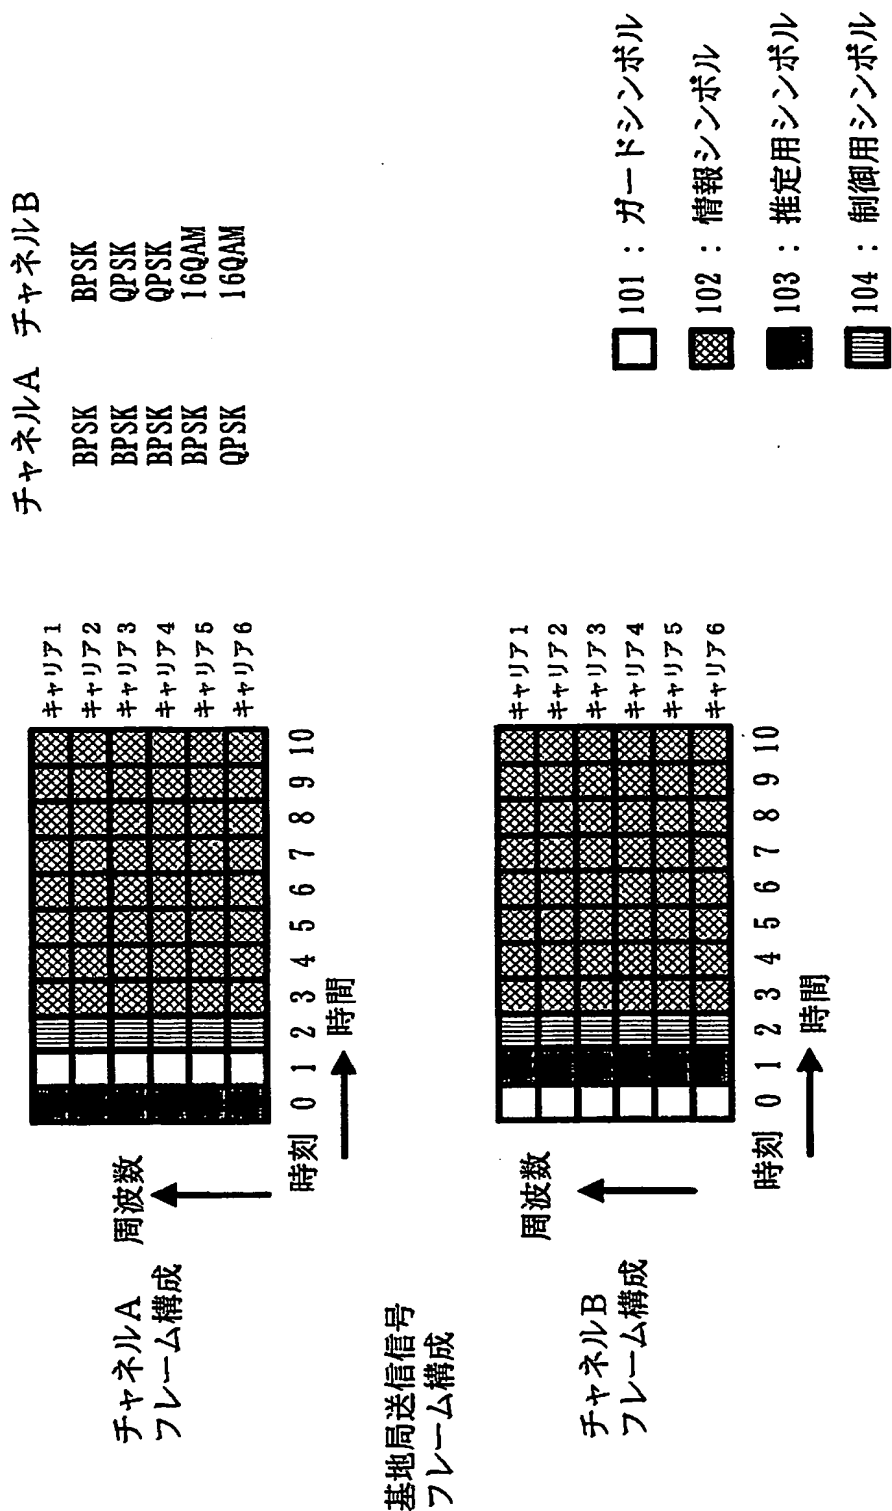 チャネルA チャネルB
BPSK BPSK
BPSK QPSK
BPSK QPSK
BPSK 16QAM
QPSK 16QAM
チャネルA
フレーム構成
周波数
キャリア1
キャリア2
キャリア3
キャリア4
キャリア5
キャリア6
時刻 0 1 2 3 4 5 6 7 8 9 10
時間
基地局送信信号
フレーム構成
チャネルB
フレーム構成
周波数
キャリア1
キャリア2
キャリア3
キャリア4
キャリア5
キャリア6
時刻 0 1 2 3 4 5 6 7 8 9 10
時間
101 : ガードシンボル
102 : 情報シンボル
103 : 推定用シンボル
104 : 制御用シンボル